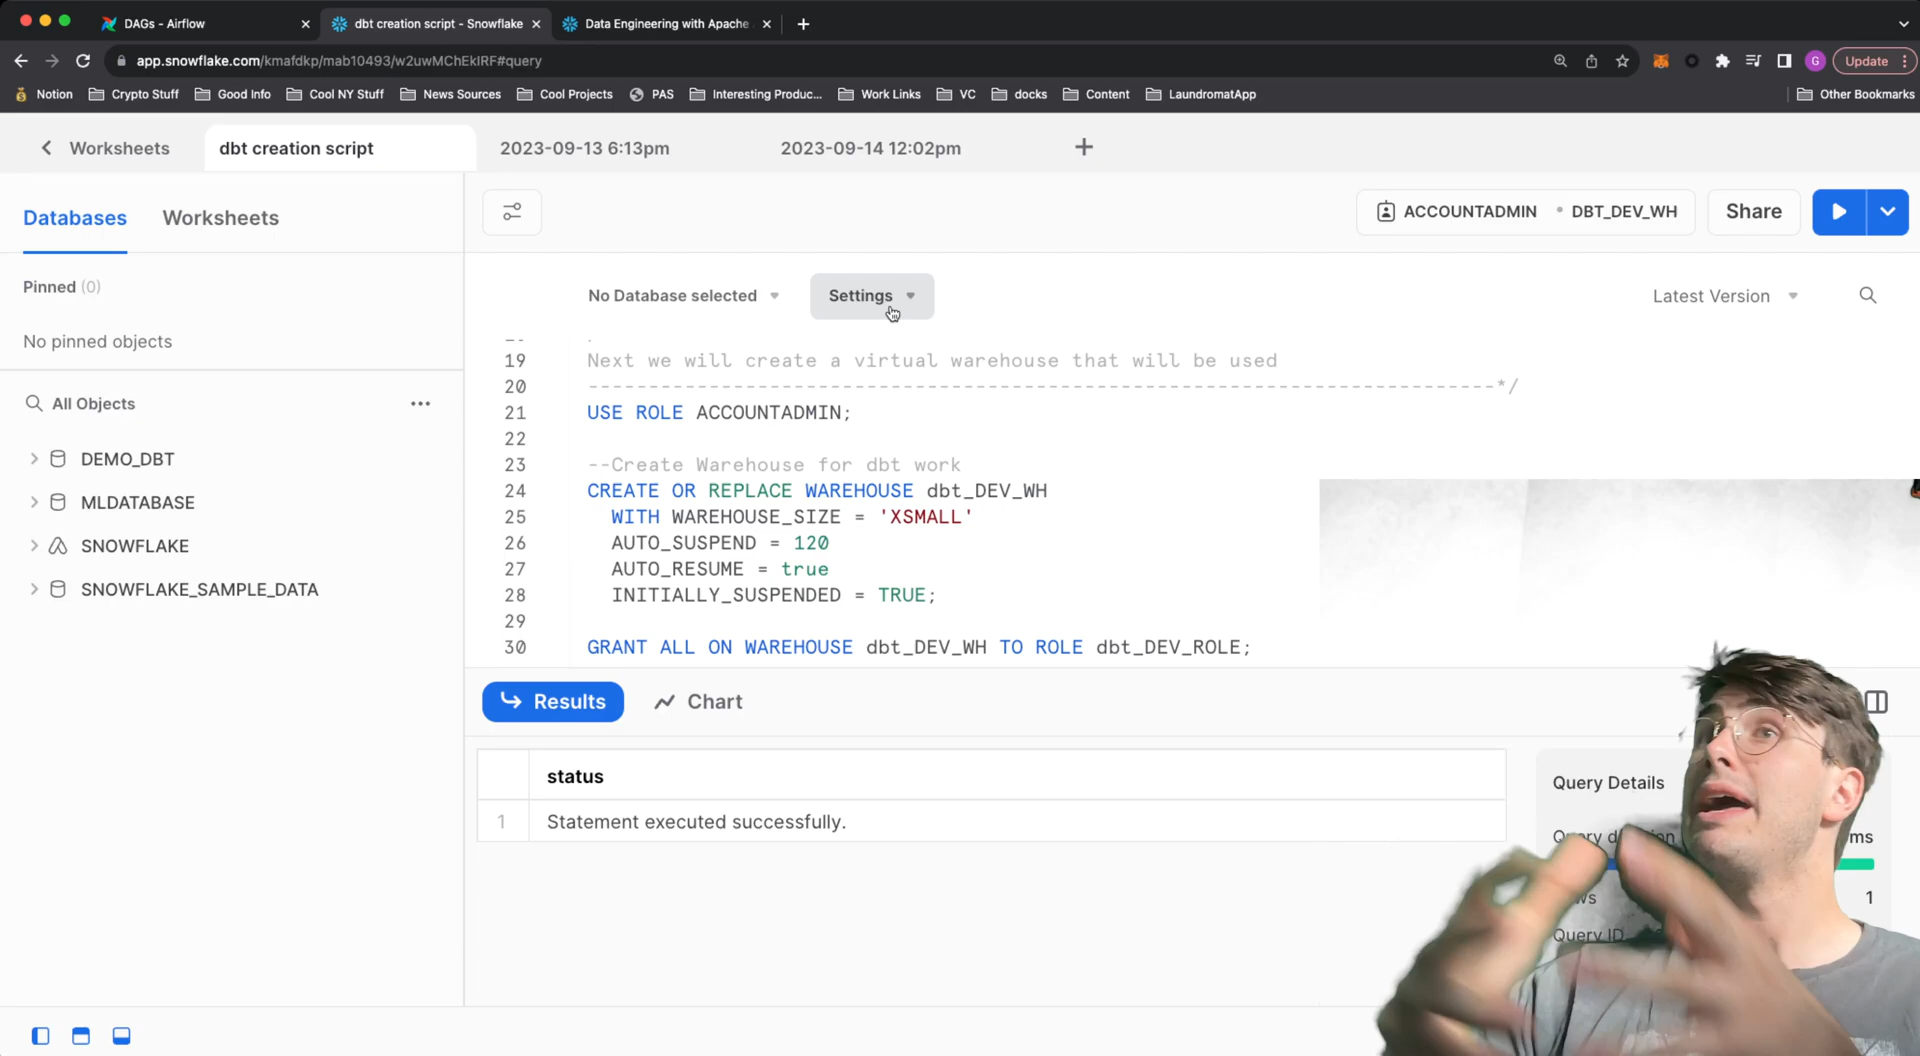 DAGs - Airflow
dbt creation script - Snowflake
Data Engineering with Apache
app.snowflake.com/kmafdkp/mab10493/w2uwMChEkIRF#query
G
Update
Notion
Crypto Stuff
Good Info
Cool NY Stuff
News Sources
Cool Projects
PAS
Interesting Produc...
Work Links
VC
docks
Content
LaundromatApp
Other Bookmarks
Worksheets
dbt creation script
2023-09-13 6:13pm
2023-09-14 12:02pm
Databases
Worksheets
ACCOUNTADMIN
DBT_DEV_WH
Share
Pinned (0)
No pinned objects
No Database selected
Settings
Latest Version
All Objects
DEMO_DBT
MLDATABASE
SNOWFLAKE
SNOWFLAKE_SAMPLE_DATA
19 Next we will create a virtual warehouse that will be used
20 ---------------------------------------------------------------------------*/
21 USE ROLE ACCOUNTADMIN;
22
23 --Create Warehouse for dbt work
24 CREATE OR REPLACE WAREHOUSE dbt_DEV_WH
25 WITH WAREHOUSE_SIZE = 'XSMALL'
26 AUTO_SUSPEND = 120
27 AUTO_RESUME = true
28 INITIALLY_SUSPENDED = TRUE;
29
30 GRANT ALL ON WAREHOUSE dbt_DEV_WH TO ROLE dbt_DEV_ROLE;
Results
Chart
status
1 Statement executed successfully.
Query Details
Query
ms
1
Query ID